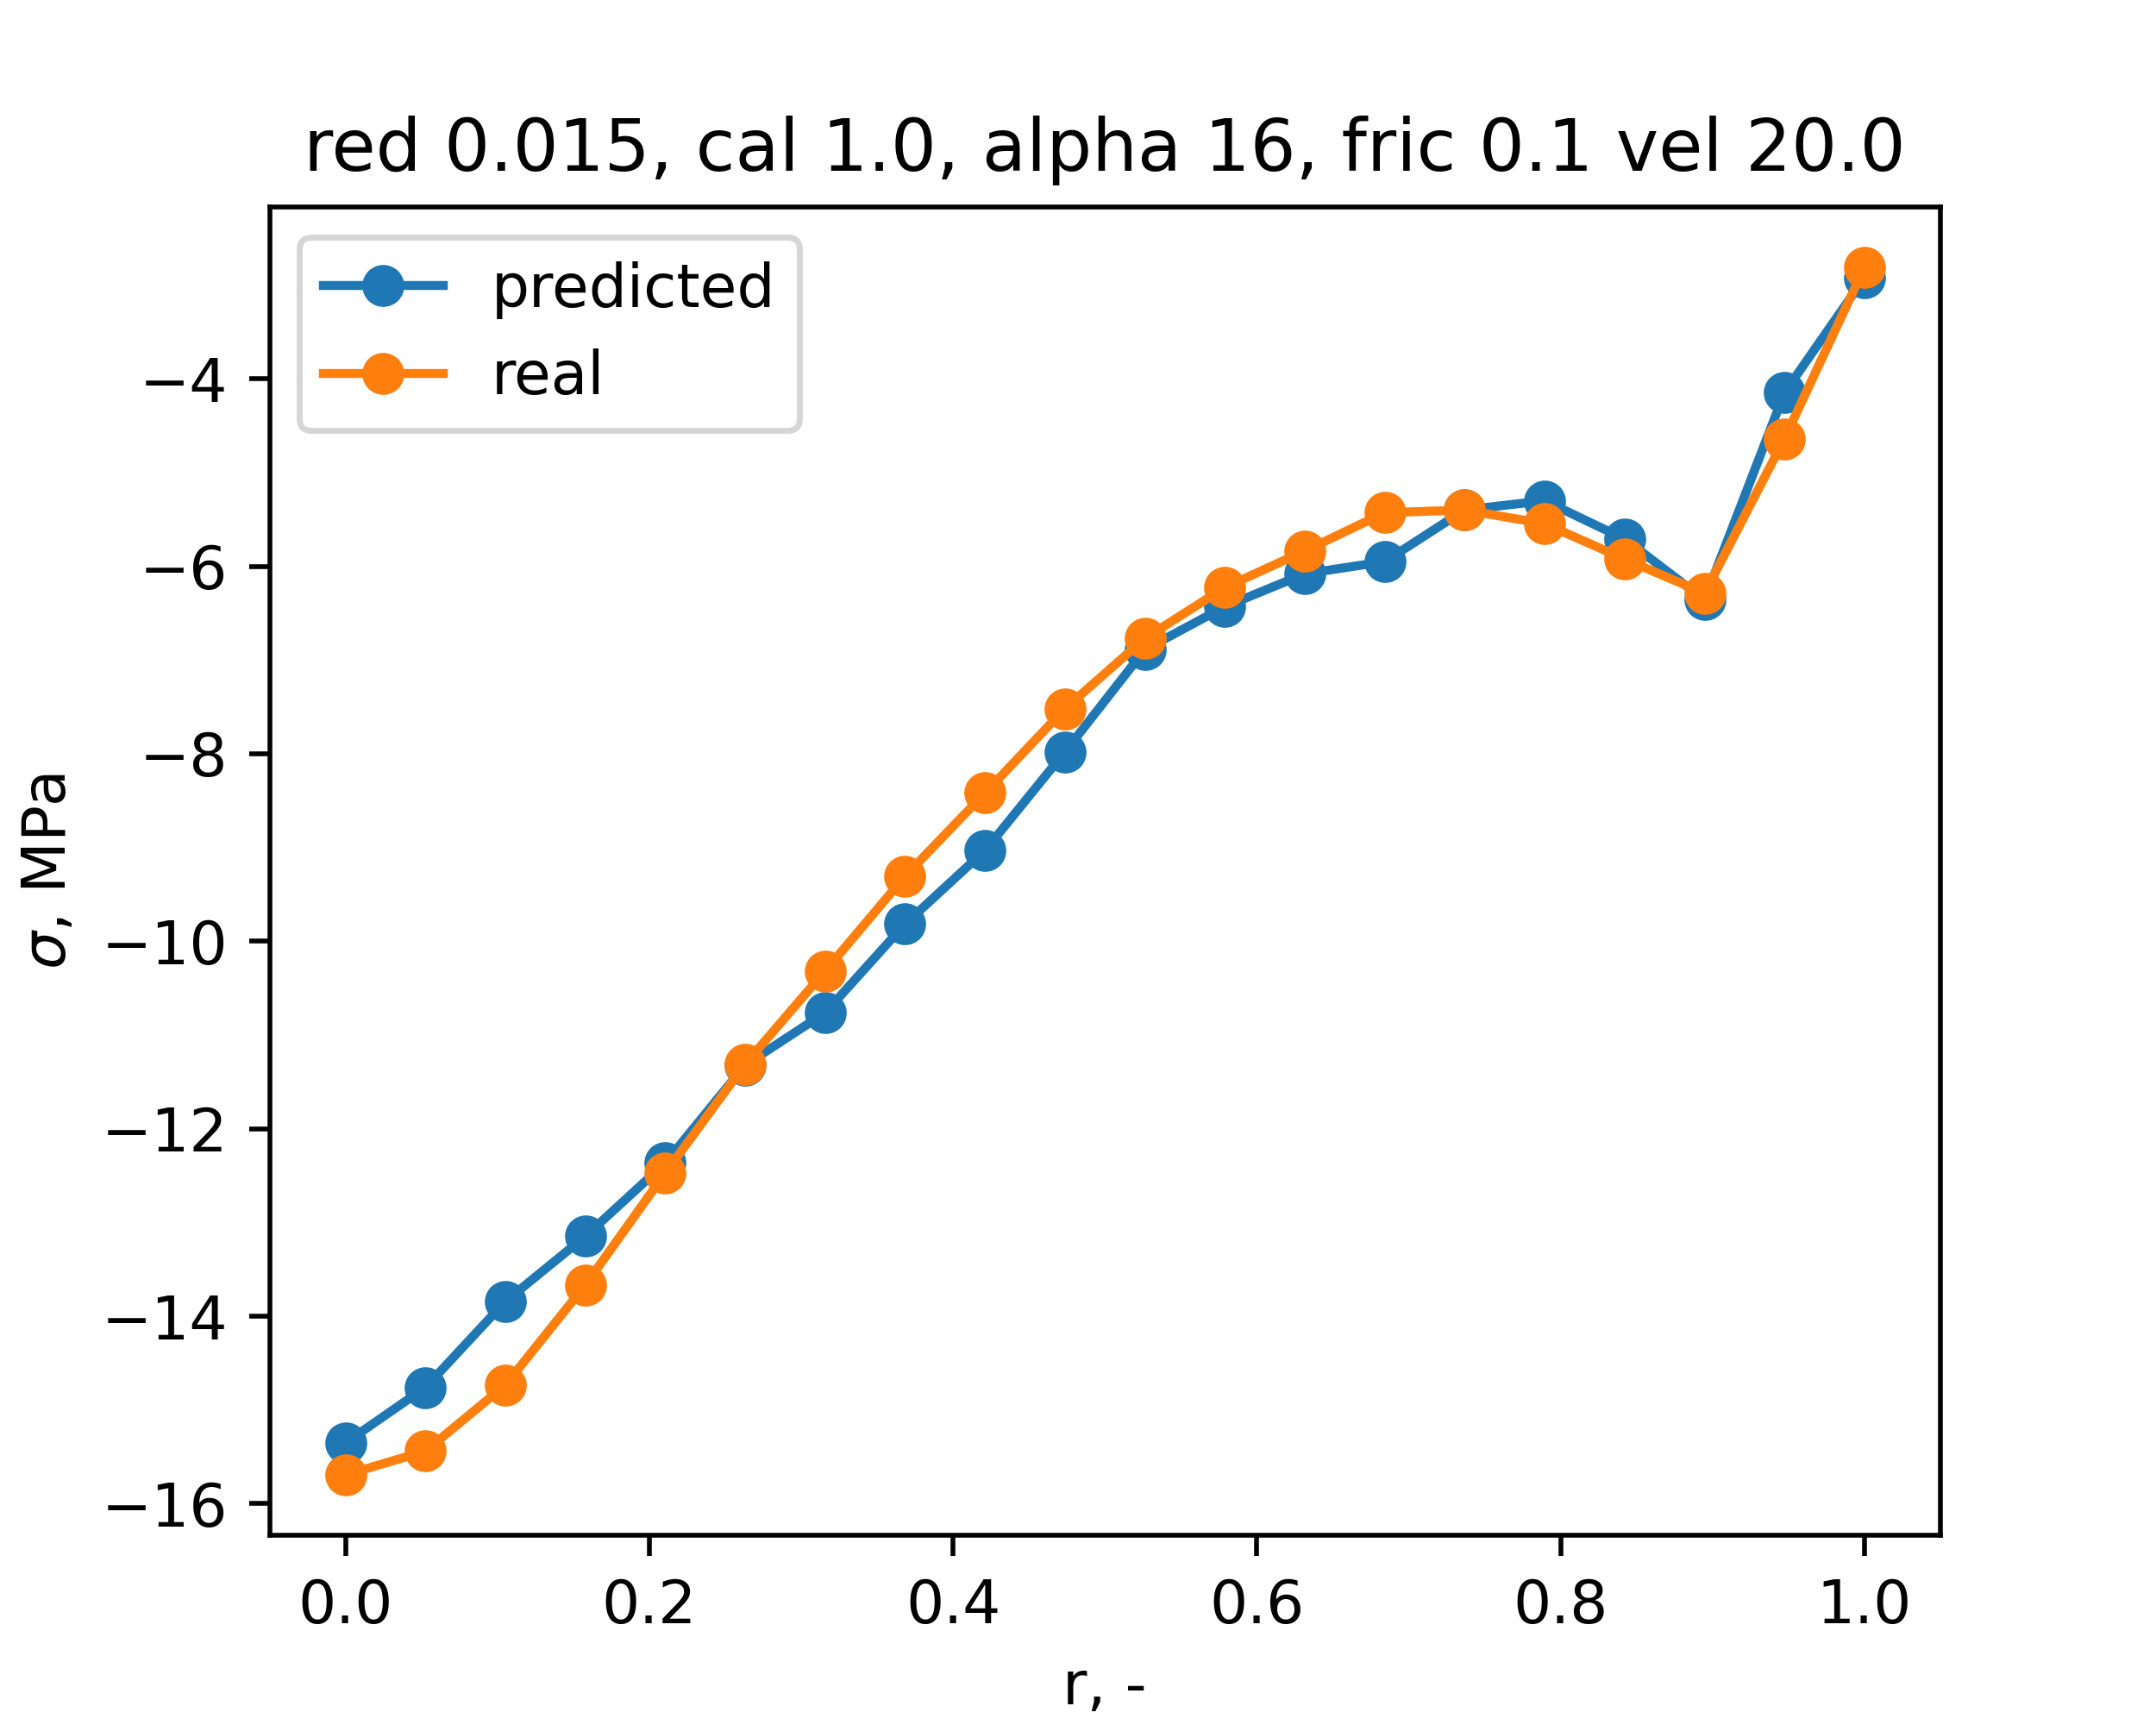 red 0.015, cal 1.0, alpha 16, fric 0.1 vel 20.0
predicted
real
−4
−6
−8
−10
−12
−14
−16
σ, MPa
0.0 0.2 0.4 0.6 0.8 1.0
r, -